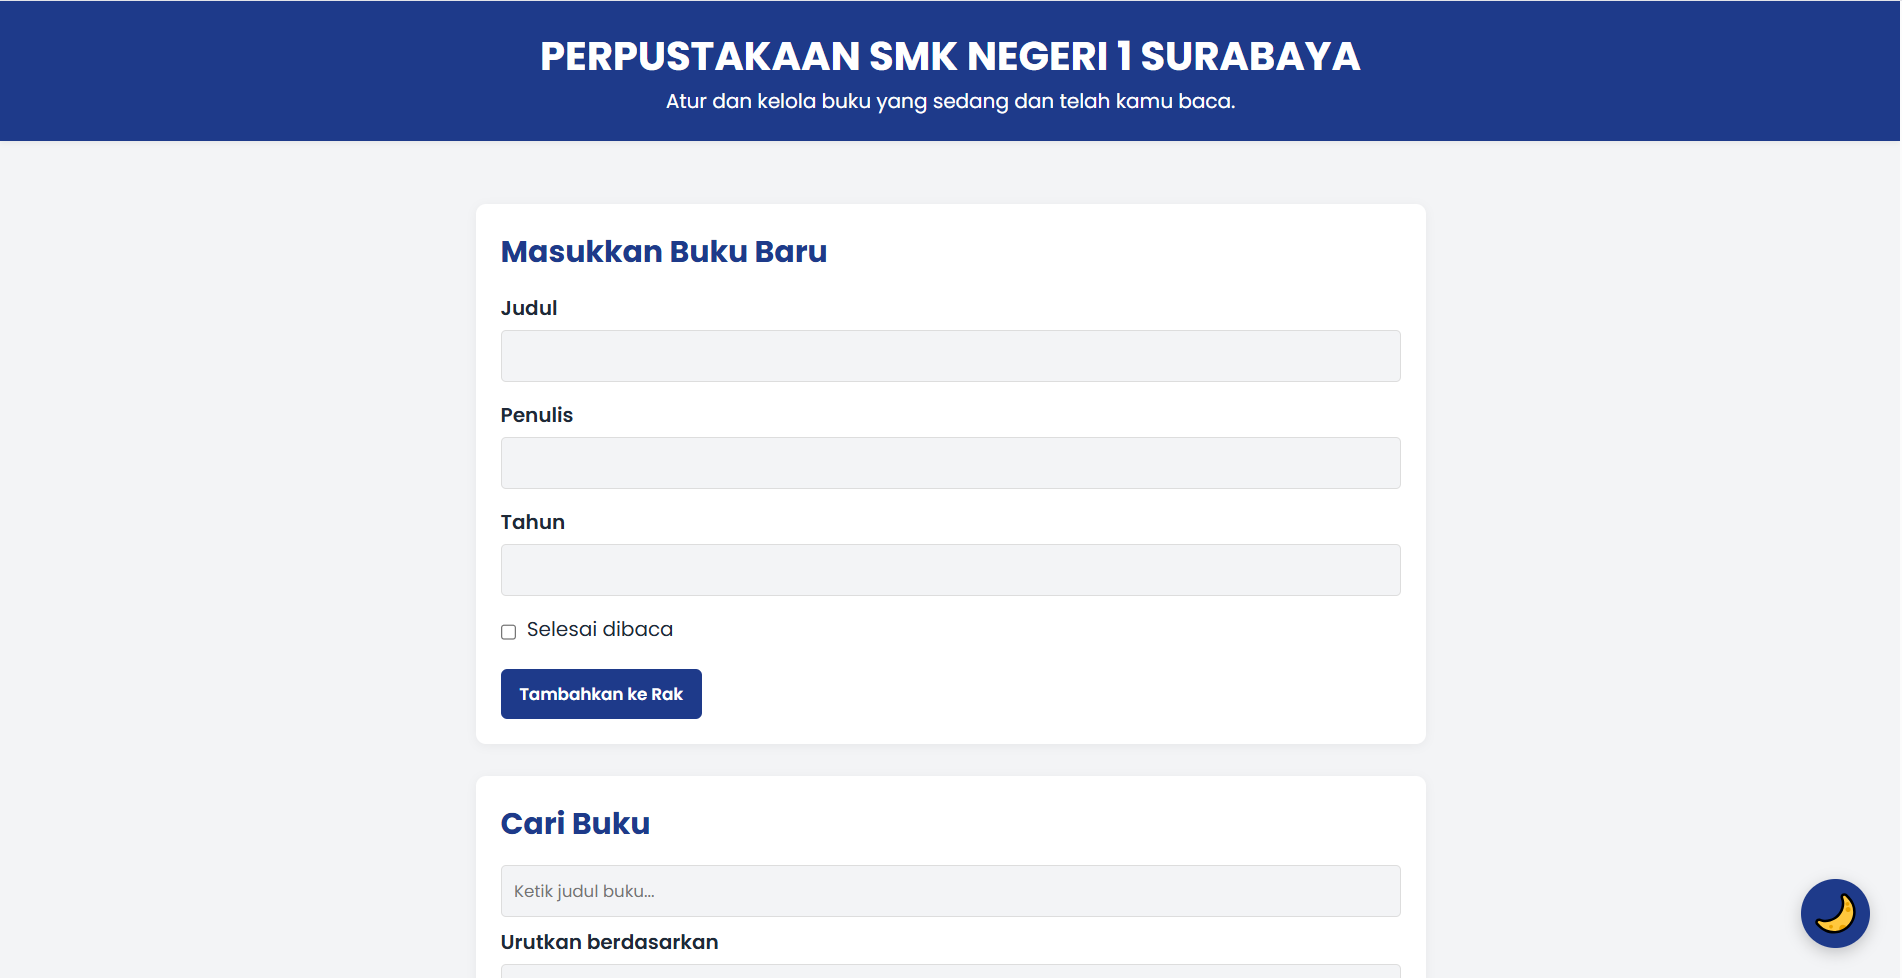 PERPUSTAKAAN SMK NEGERI 1 SURABAYA
Atur dan kelola buku yang sedang dan telah kamu baca.
Masukkan Buku Baru
Judul
Penulis
Tahun
Selesai dibaca
Tambahkan ke Rak
Cari Buku
Ketik judul buku...
Urutkan berdasarkan